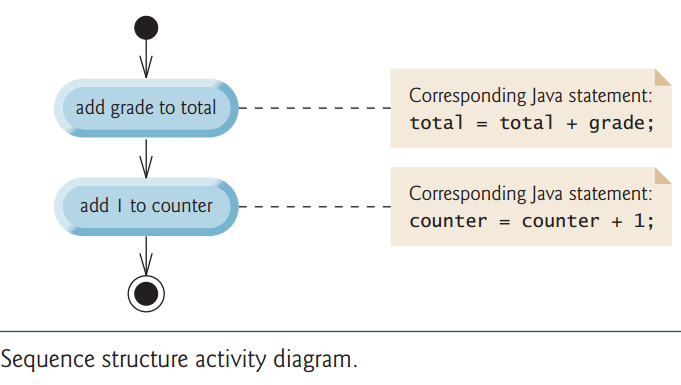 add grade to total
Corresponding Java statement:
total = total + grade;
add 1 to counter
Corresponding Java statement:
counter = counter + 1;
Sequence structure activity diagram.